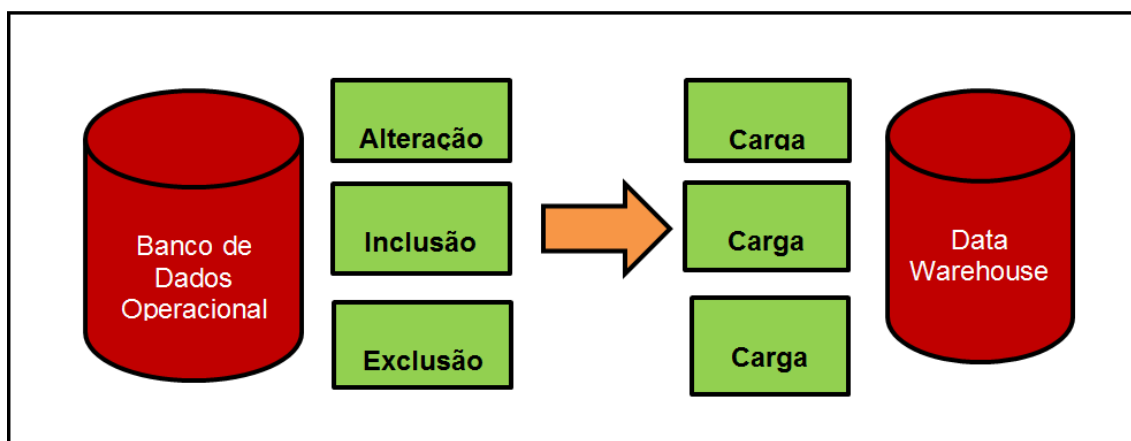 Alteração
Carga
Banco de
Dados
Operacional
Inclusão
Carga
Data
Warehouse
Exclusão
Carga